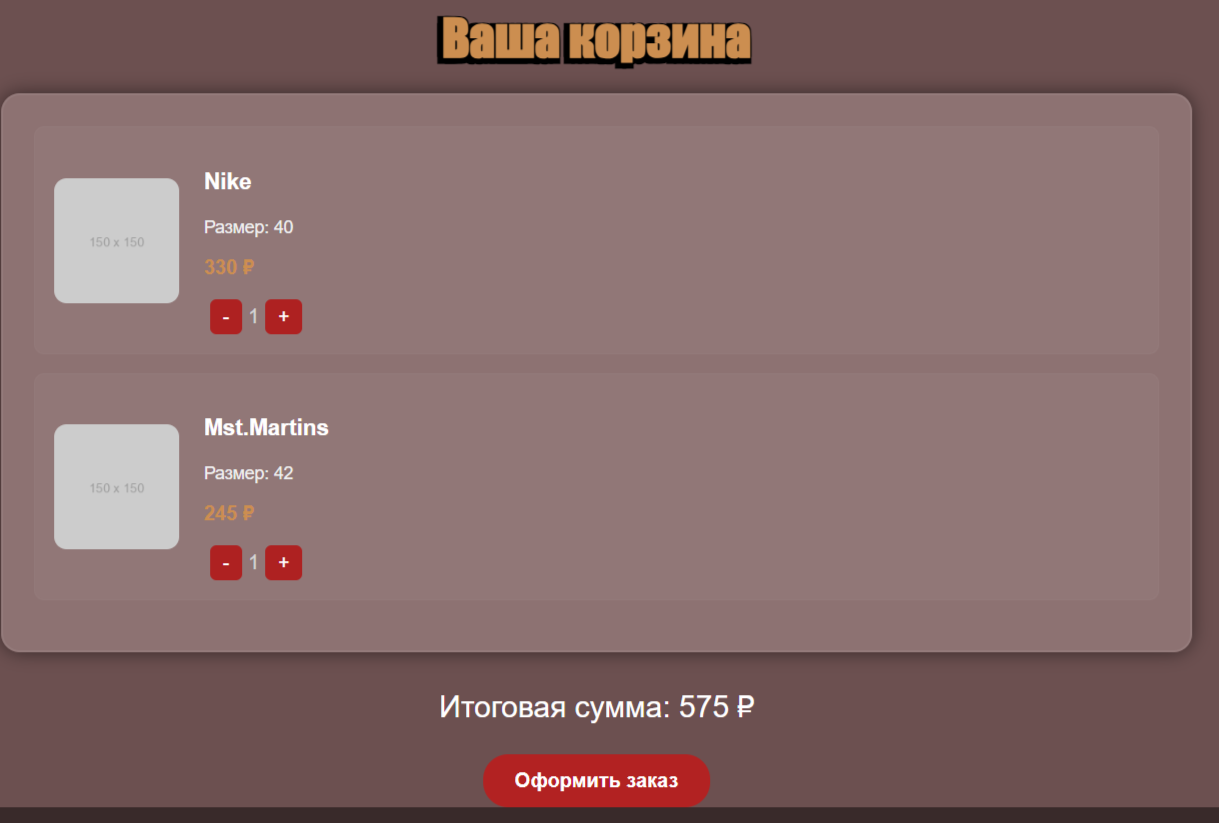 Ваша корзина
150 x 150
Nike
Размер: 40
330 ₽
- 1 +
150 x 150
Mst.Martins
Размер: 42
245 ₽
- 1 +
Итоговая сумма: 575 ₽
Оформить заказ